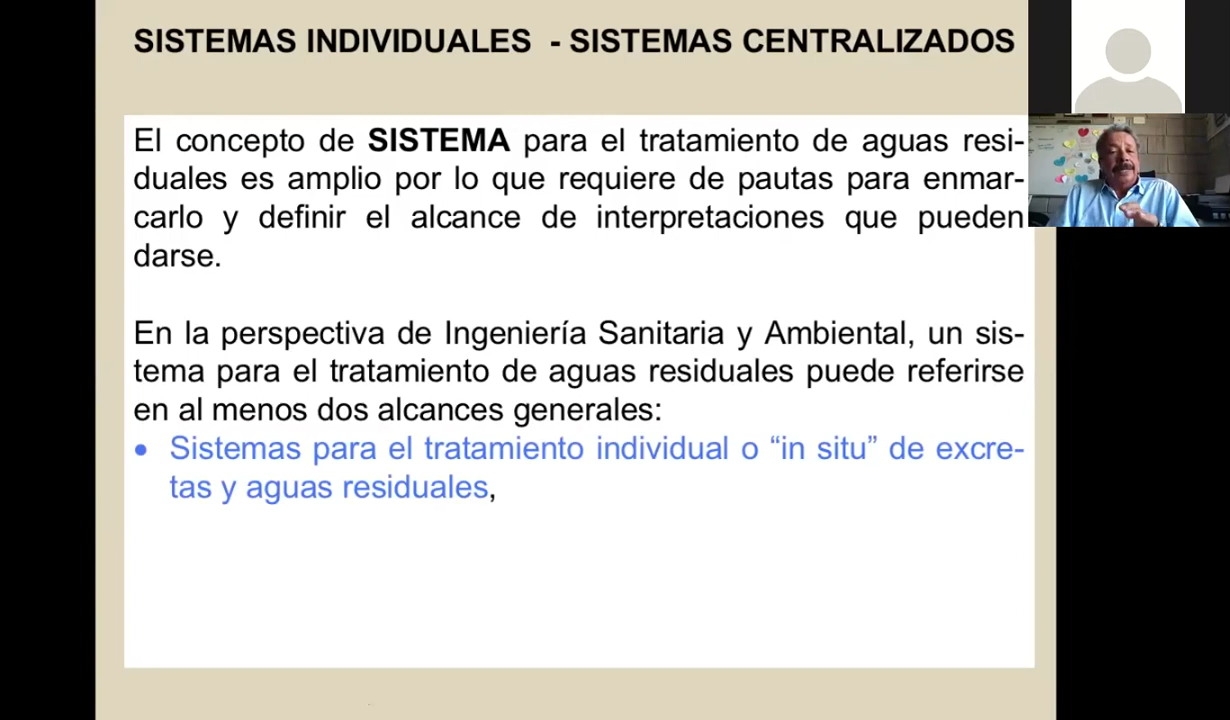 SISTEMAS INDIVIDUALES - SISTEMAS CENTRALIZADOS
El concepto de SISTEMA para el tratamiento de aguas resi-
duales es amplio por lo que requiere de pautas para enmar-
carlo y definir el alcance de interpretaciones que pueden
darse.
En la perspectiva de Ingeniería Sanitaria y Ambiental, un sis-
tema para el tratamiento de aguas residuales puede referirse
en al menos dos alcances generales:
• Sistemas para el tratamiento individual o “in situ” de excre-
tas y aguas residuales,